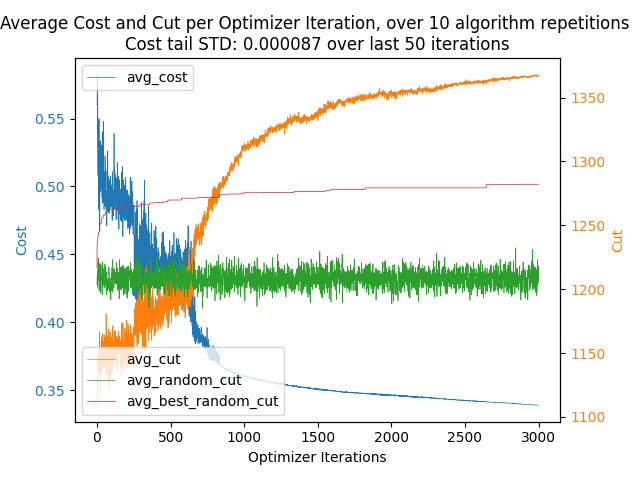 Average Cost and Cut per Optimizer Iteration, over 10 algorithm repetitions
Cost tail STD: 0.000087 over last 50 iterations
avg_cost
0.55
0.50
0.45
0.40
0.35
Cost
1350
1300
1250
1200
1150
1100
Cut
avg_cut
avg_random_cut
avg_best_random_cut
0
500
1000
1500
2000
2500
3000
Optimizer Iterations